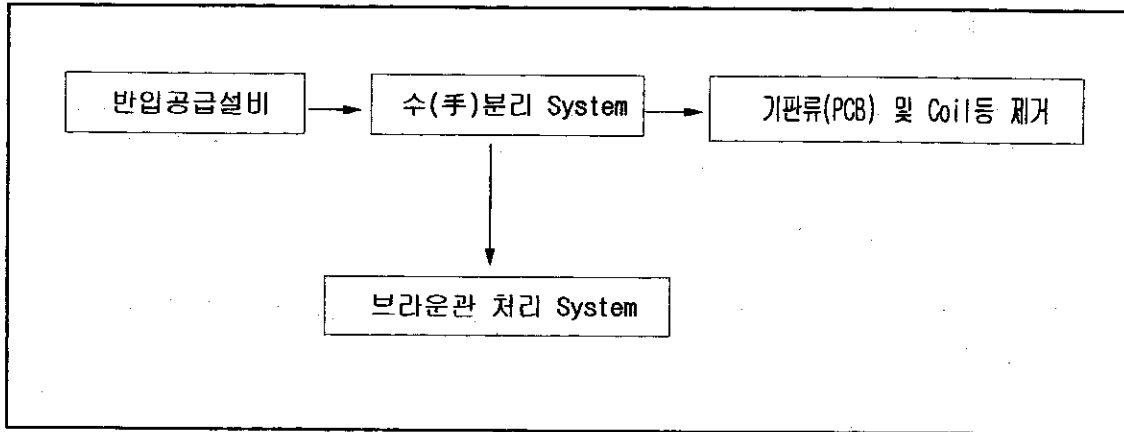 반입공급설비
수(手)분리 System
기판류(PCB) 및 Coil등 제거
브라운관 처리 System